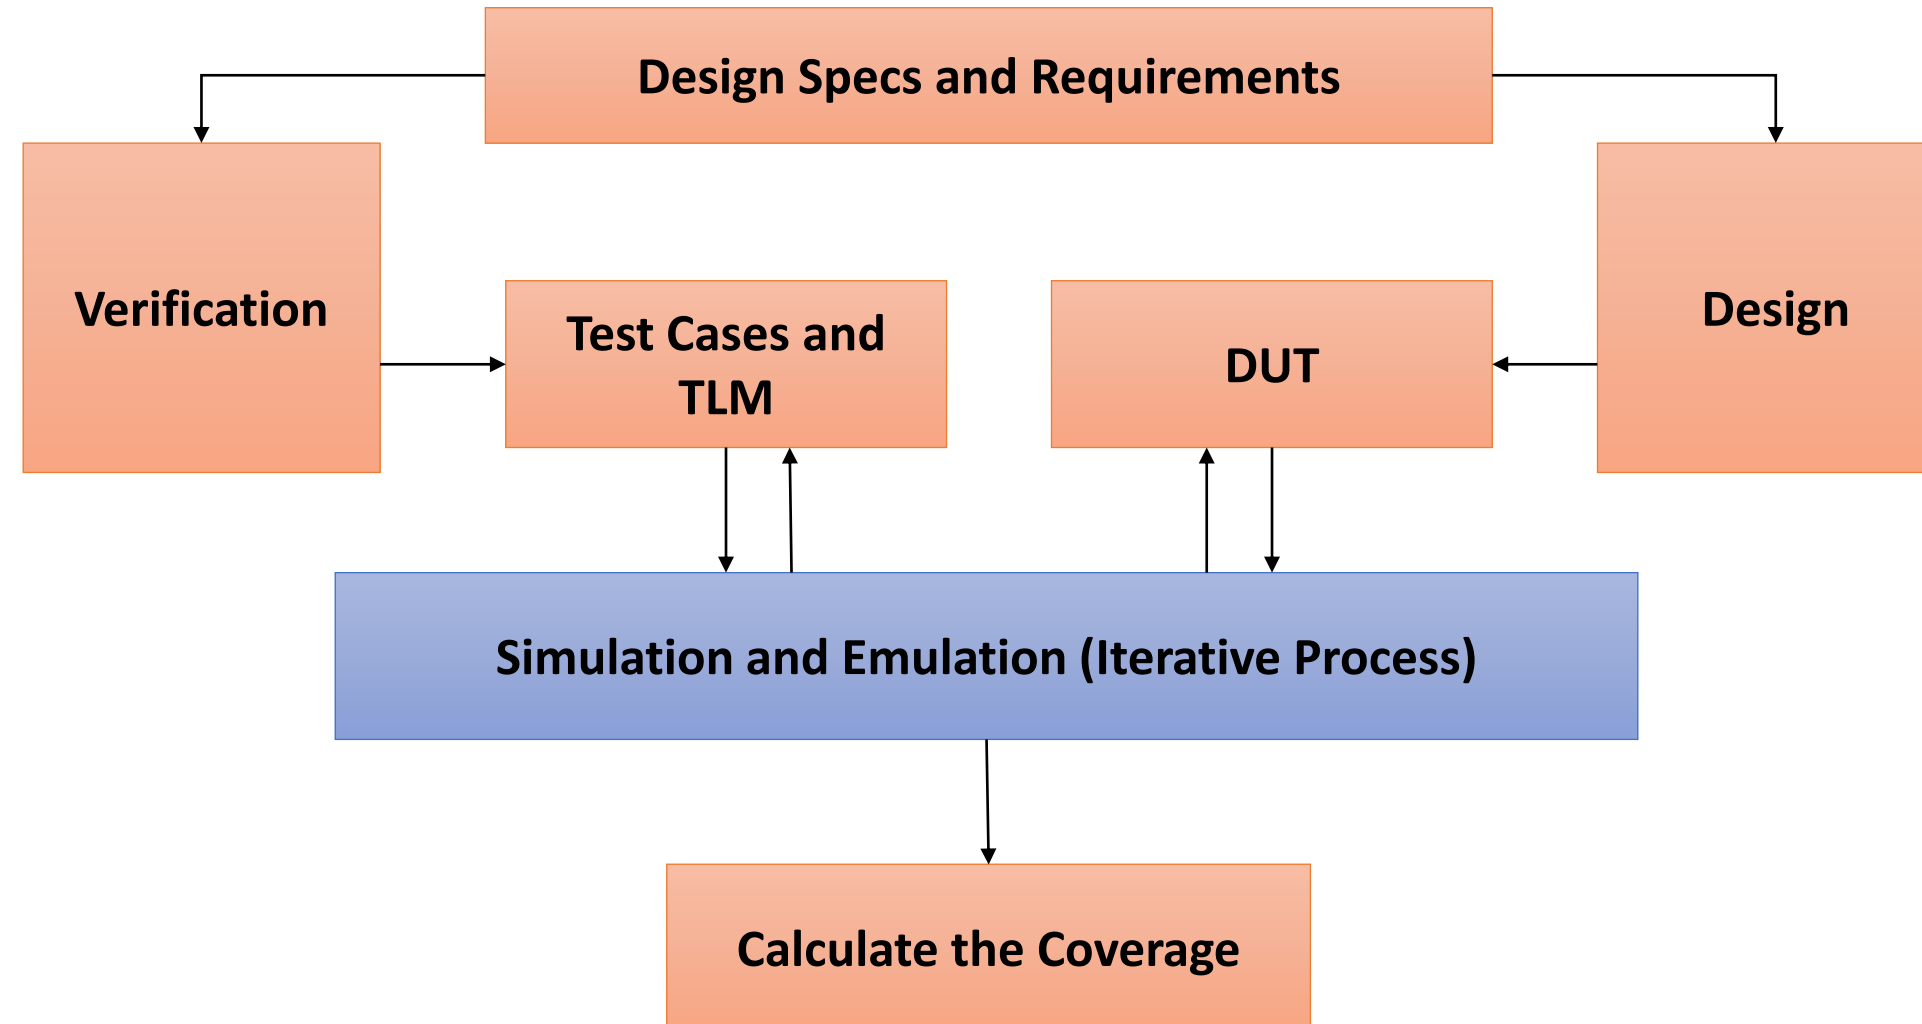 Design Specs and Requirements
Verification
Design
Test Cases and
TLM
DUT
Simulation and Emulation (Iterative Process)
Calculate the Coverage